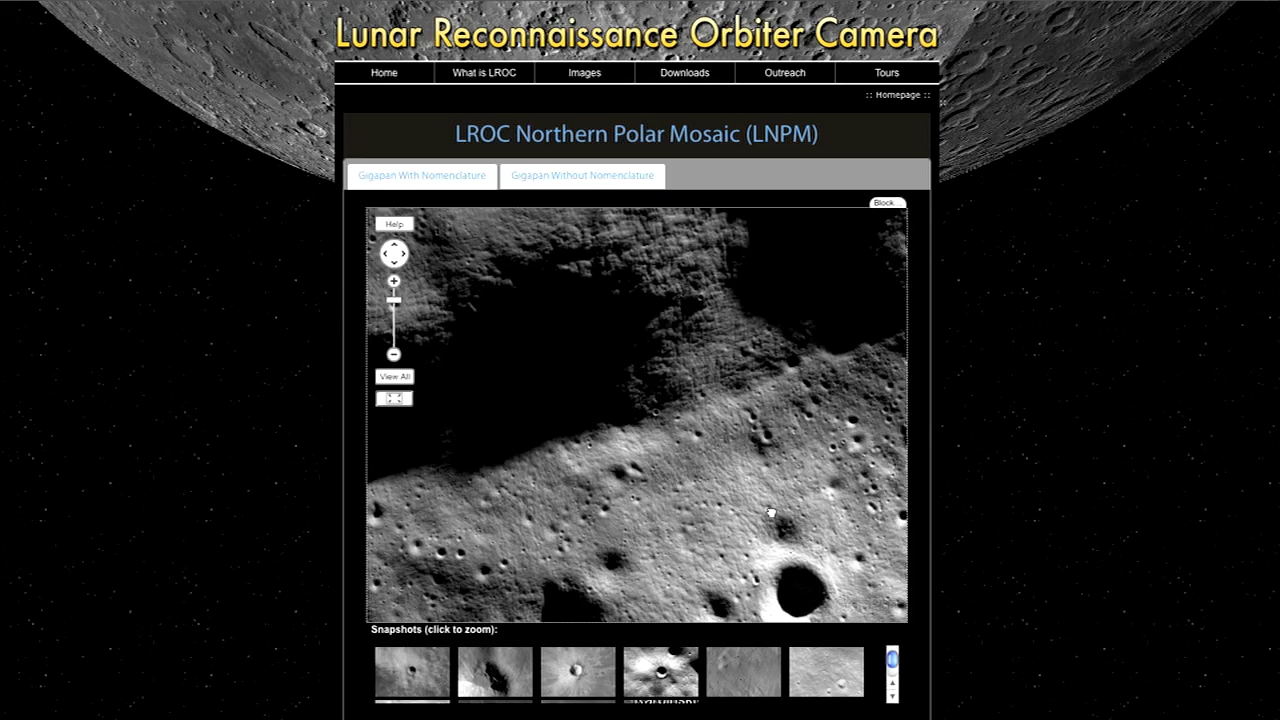 Lunar Reconnaissance Orbiter Camera
Home What is LROC Images Downloads Outreach Tours
:: Homepage ::
LROC Northern Polar Mosaic (LNPM)
Gigapan With Nomenclature Gigapan Without Nomenclature
Block...
Help
View All
Snapshots (click to zoom):